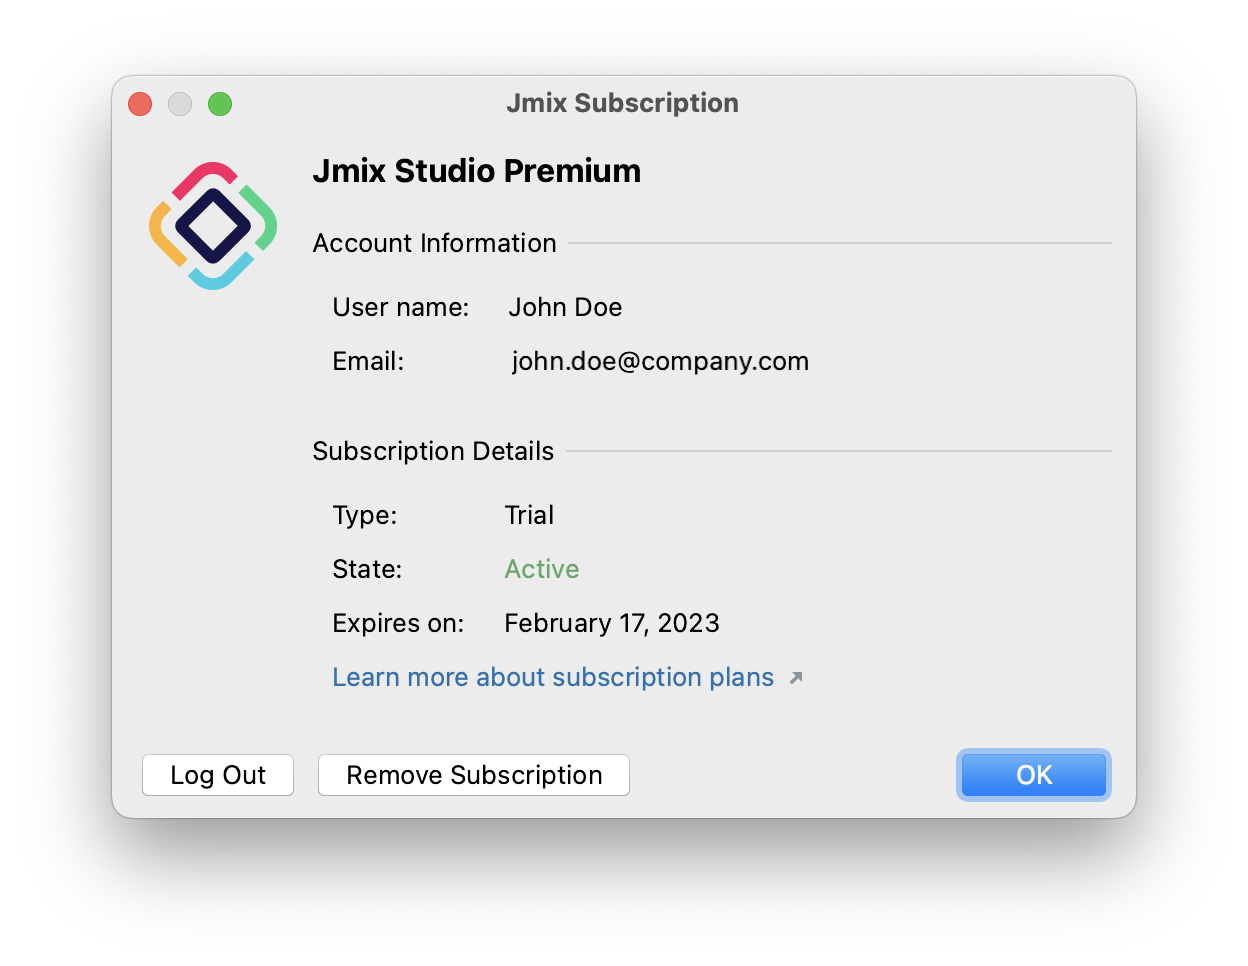 Jmix Subscription
Jmix Studio Premium
Account Information
User name: John Doe
Email: john.doe@company.com
Subscription Details
Type: Trial
State: Active
Expires on: February 17, 2023
Learn more about subscription plans
Log Out Remove Subscription OK